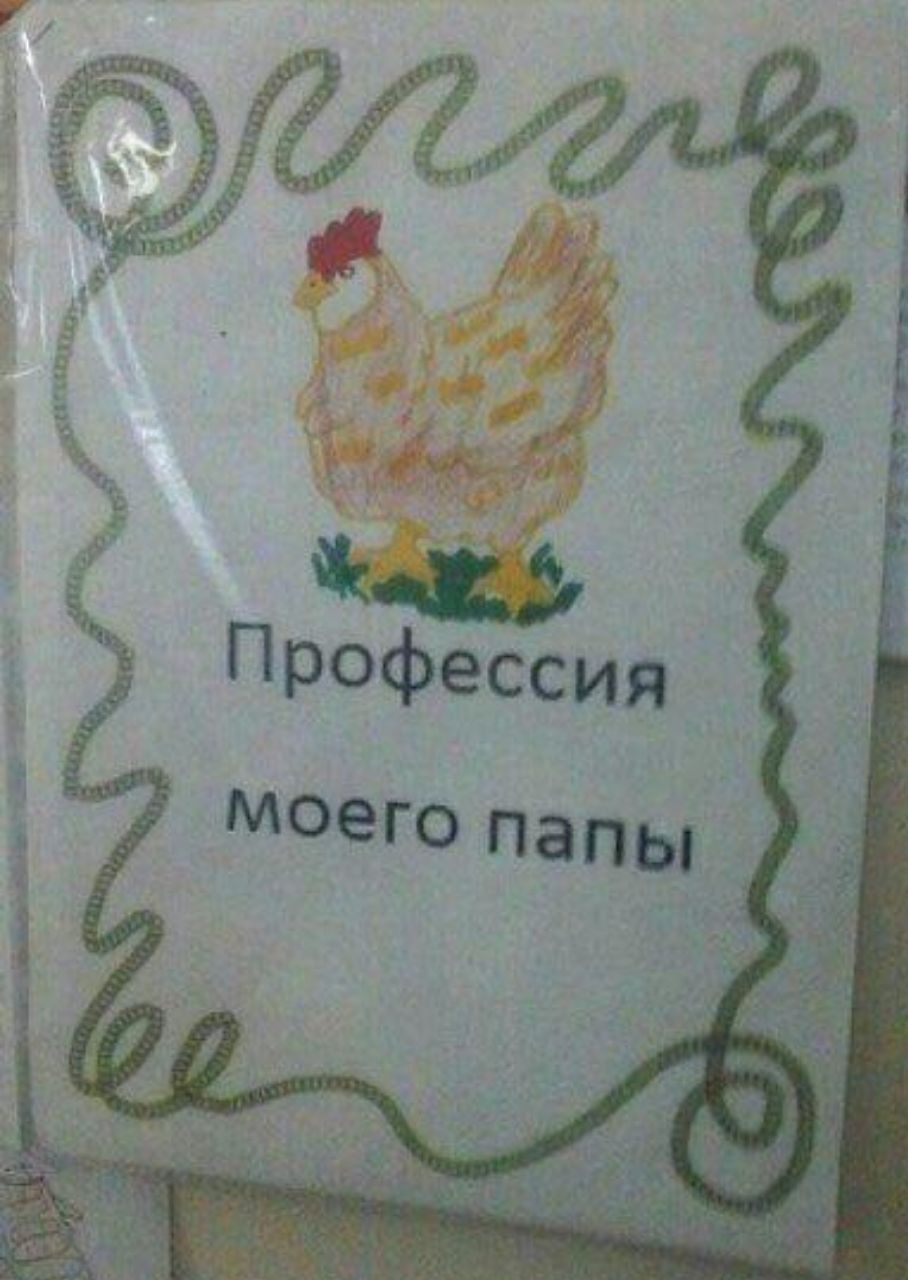 Профессия
моего папы